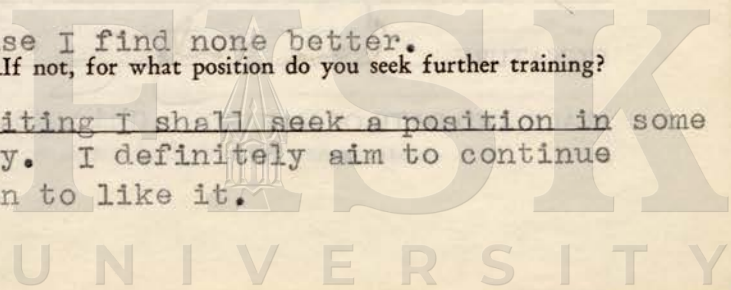 se I find none better.
If not, for what position do you seek further training?
iting I shall seek a position in some
y. I definitely aim to continue
n to like it.
FISK
UNIVERSITY